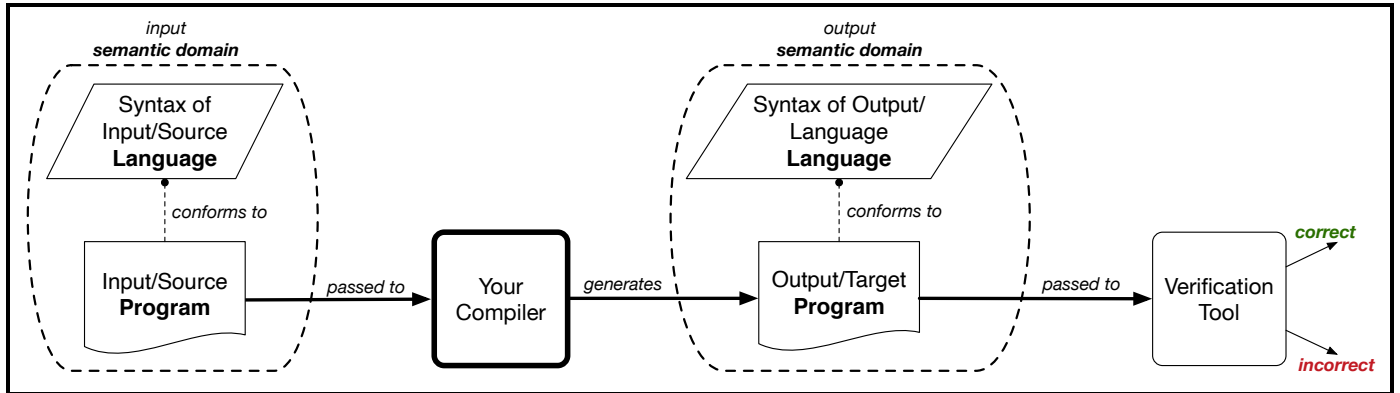 input
semantic domain
Syntax of
Input/Source
Language
conforms to
Input/Source
Program
passed to
Your
Compiler
generates
output
semantic domain
Syntax of Output/
Language
Language
conforms to
Output/Target
Program
passed to
Verification
Tool
correct
incorrect